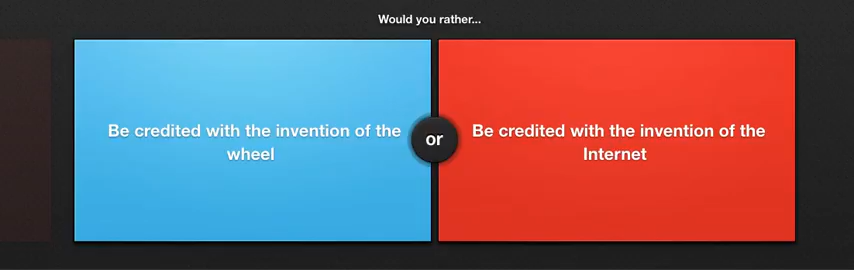 Would you rather...
Be credited with the invention of the
wheel
or
Be credited with the invention of the
Internet